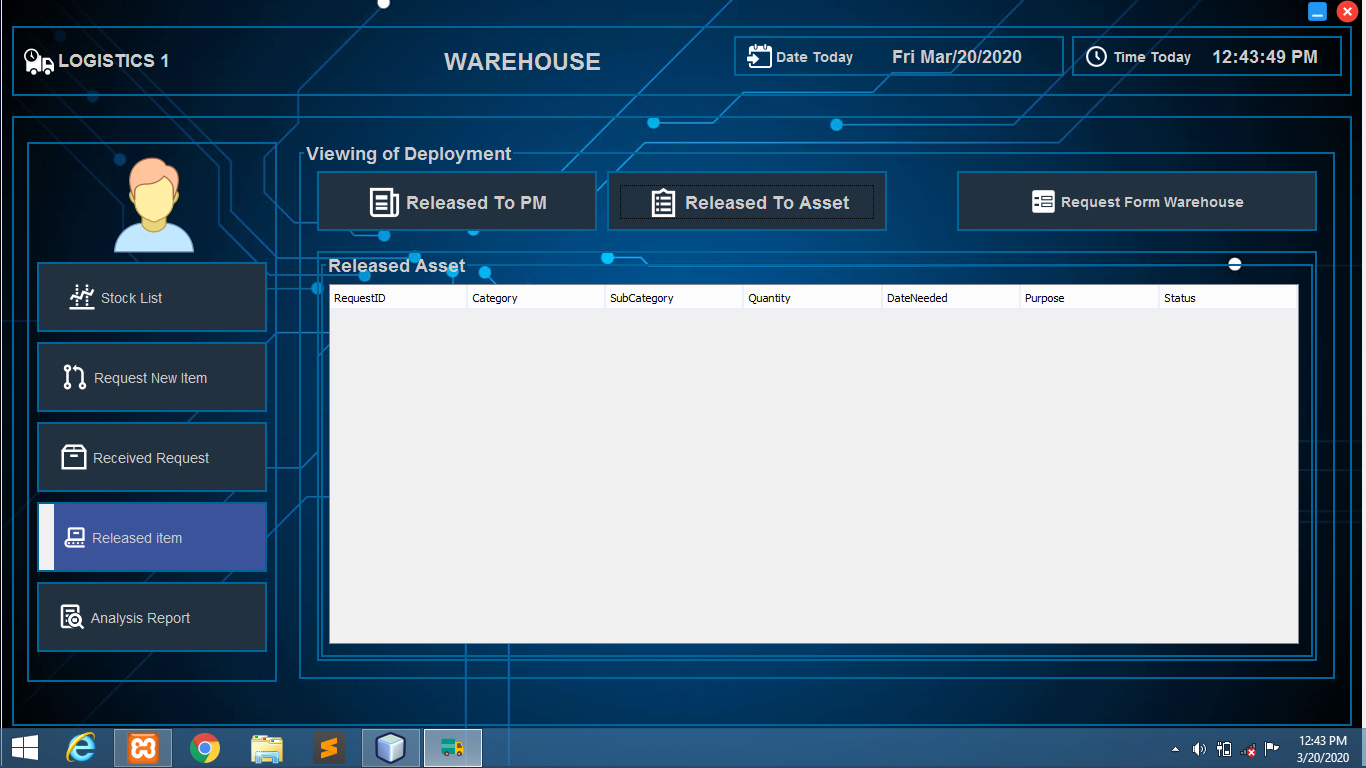 LOGISTICS 1
WAREHOUSE
Date Today Fri Mar/20/2020
Time Today 12:43:49 PM
Viewing of Deployment
Released To PM
Released To Asset
Request Form Warehouse
Stock List
Request New Item
Received Request
Released item
Analysis Report
Released Asset
RequestID Category SubCategory Quantity DateNeeded Purpose Status
12:43 PM
3/20/2020